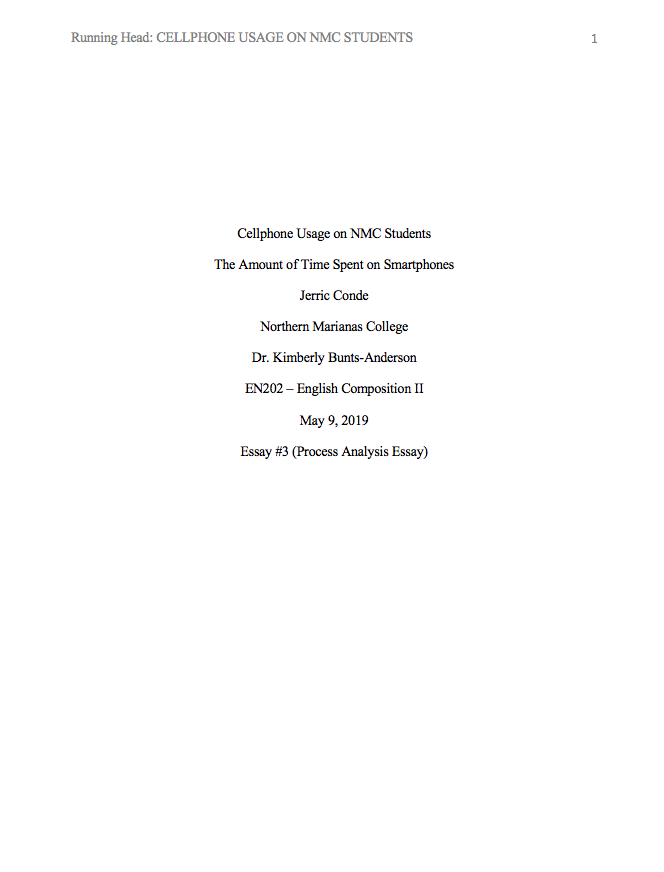 Running Head: CELLPHONE USAGE ON NMC STUDENTS 1
Cellphone Usage on NMC Students
The Amount of Time Spent on Smartphones
Jerric Conde
Northern Marianas College
Dr. Kimberly Bunts-Anderson
EN202 – English Composition II
May 9, 2019
Essay #3 (Process Analysis Essay)